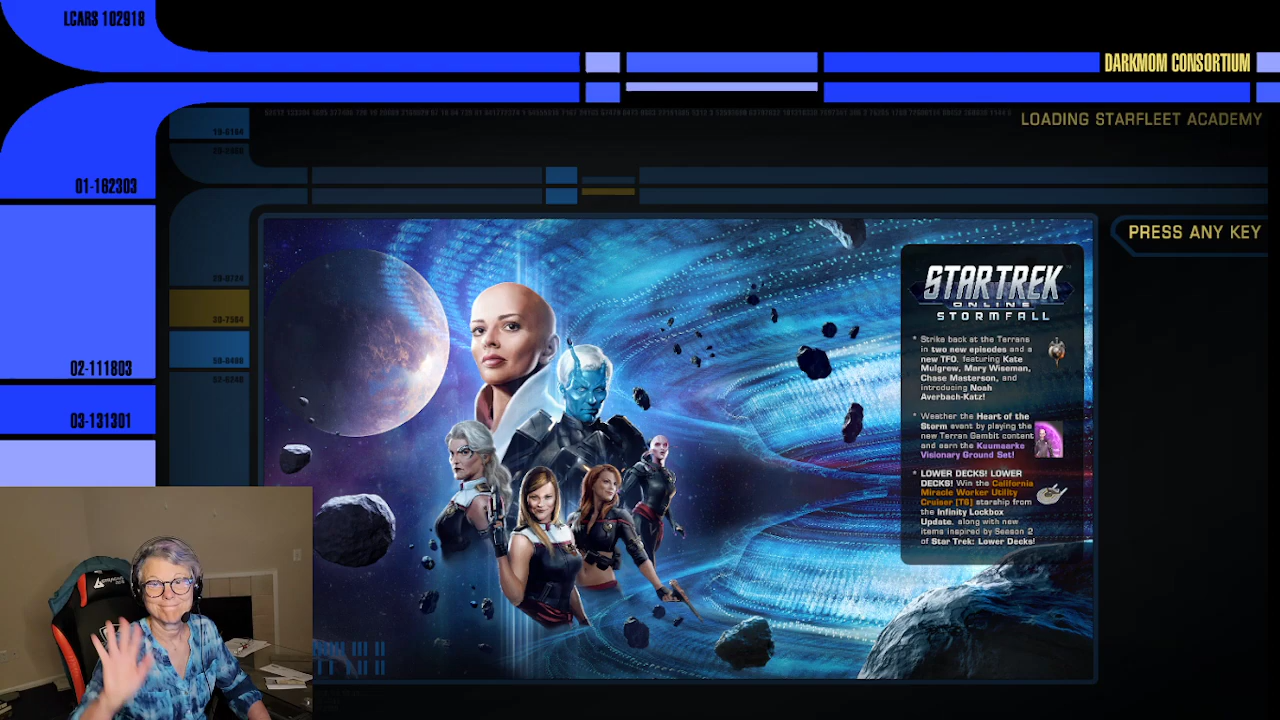 LCARS 102918
DARKMOM CONSORTIUM
LOADING STARFLEET ACADEMY
19-8164
01-182303
PRESS ANY KEY
STAR TREK
ONLINE
STORMFALL
Strike back at the Terrans
in two new episodes and a
new TFO, featuring Kate
Mulgrew, Mary Wiseman,
Chase Masterson, and
introducing Noah
Averbach-Katz!
Weather the Heart of the
Storm event by playing the
new Terran Gambit content
and earn the Kuumaarke
Visionary Ground Set!
LOWER DECKS! LOWER
DECKS! Win the California
Miracle Worker Utility
Cruiser [T6] starship from
the Infinity Lockbox
Update, along with new
items inspired by Season 2
of Star Trek: Lower Decks!
02-111803
03-131301